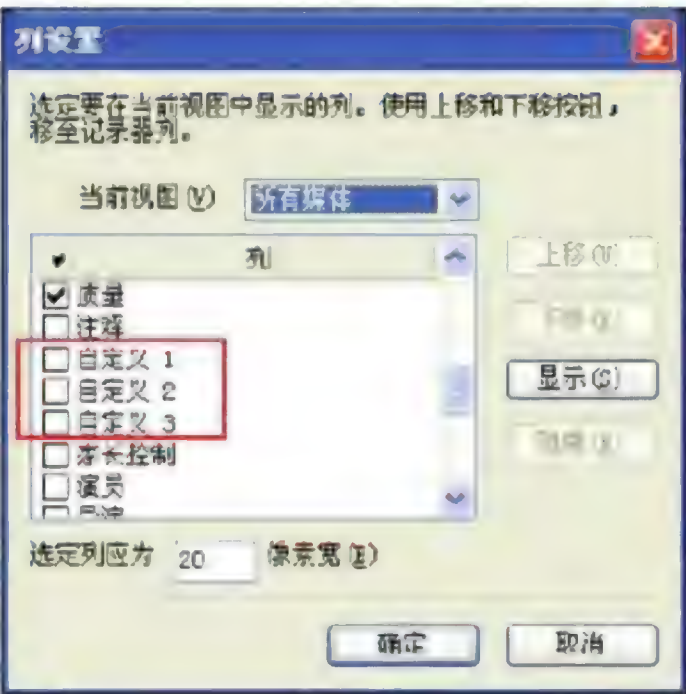 列设置
选定要在当前视图中显示的列。使用上移和下移按钮，
移至记录器列。
当前视图(V) 所有媒体
列
上移(U)
质量
注释
自定义 1
自定义 2
显示(S)
自定义 3
家长控制
演员
选定列应为 20 像素宽(E)
确定 取消